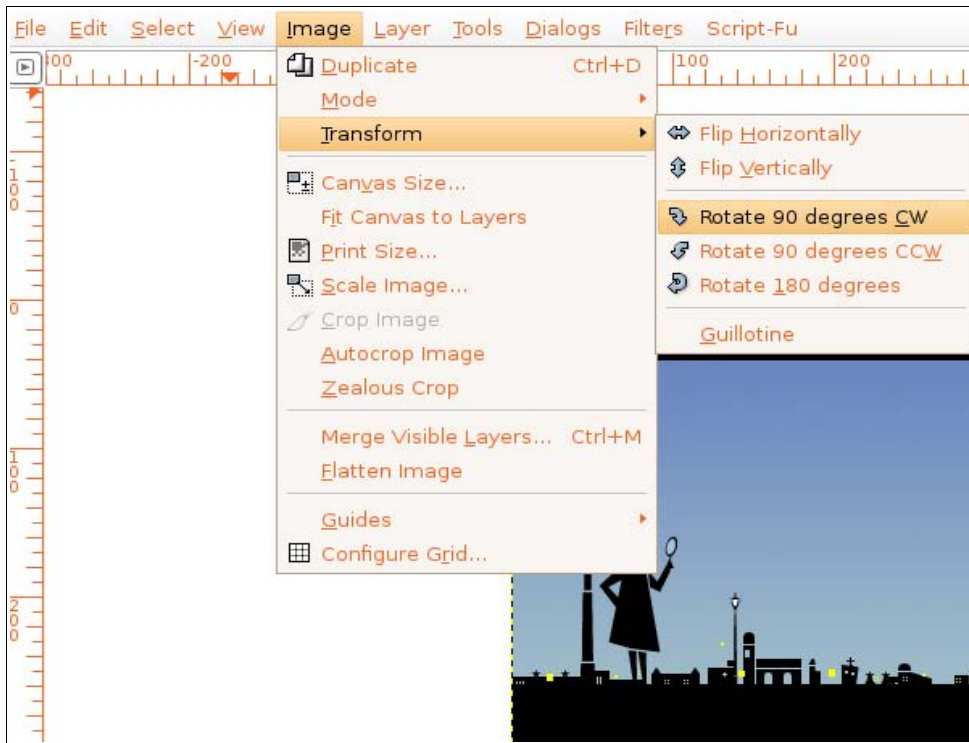 File Edit Select View Image Layer Tools Dialogs Filters Script-Fu
-200
100 200
Duplicate Ctrl+D
Mode
Transform
Canvas Size...
Fit Canvas to Layers
Print Size...
Scale Image...
Crop Image
Autocrop Image
Zealous Crop
Merge Visible Layers... Ctrl+M
Flatten Image
Guides
Configure Grid...
Flip Horizontally
Flip Vertically
Rotate 90 degrees CW
Rotate 90 degrees CCW
Rotate 180 degrees
Guillotine
0
100
200